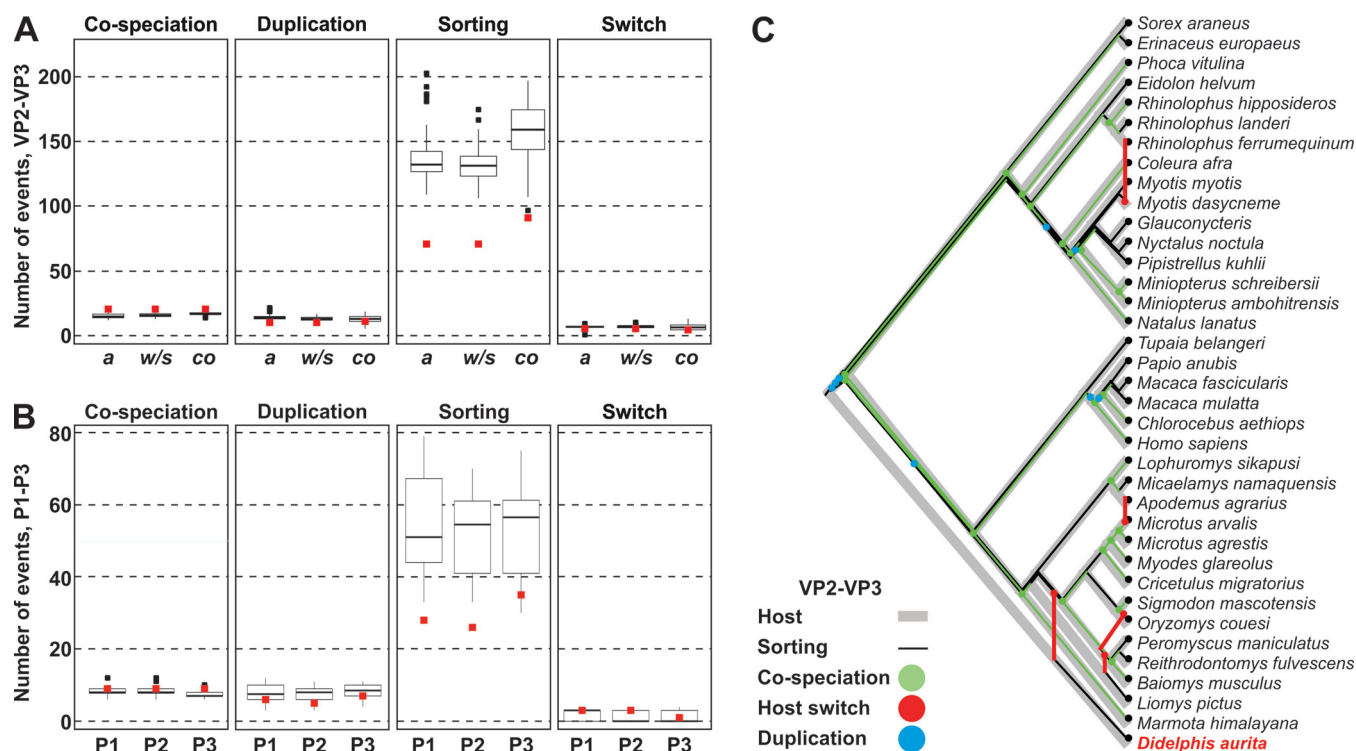 A
Co-speciation Duplication Sorting Switch
Number of events, VP2-VP3
200
150
100
50
0
a w/s co a w/s co a w/s co a w/s co
B
Co-speciation Duplication Sorting Switch
Number of events, P1-P3
80
60
40
20
0
P1 P2 P3 P1 P2 P3 P1 P2 P3 P1 P2 P3
C
Sorex araneus
Erinaceus europaeus
Phoca vitulina
Eidolon helvum
Rhinolophus hipposideros
Rhinolophus landeri
Rhinolophus ferrumequinum
Coleura afra
Myotis myotis
Myotis dasycneme
Glauconycteris
Nyctalus noctula
Pipistrellus kuhlii
Miniopterus schreibersii
Miniopterus ambohitrensis
Natalus lanatus
Tupaia belangeri
Papio anubis
Macaca fascicularis
Macaca mulatta
Chlorocebus aethiops
Homo sapiens
Lophuromys sikapusi
Micaelamys namaquensis
Apodemus agrarius
Microtus arvalis
Microtus agrestis
Myodes glareolus
Cricetulus migratorius
Sigmodon mascotensis
Oryzomys couesi
Peromyscus maniculatus
Reithrodontomys fulvescens
Baiomys musculus
Liomys pictus
Marmota himalayana
Didelphis aurita
VP2-VP3
Host
Sorting
Co-speciation
Host switch
Duplication